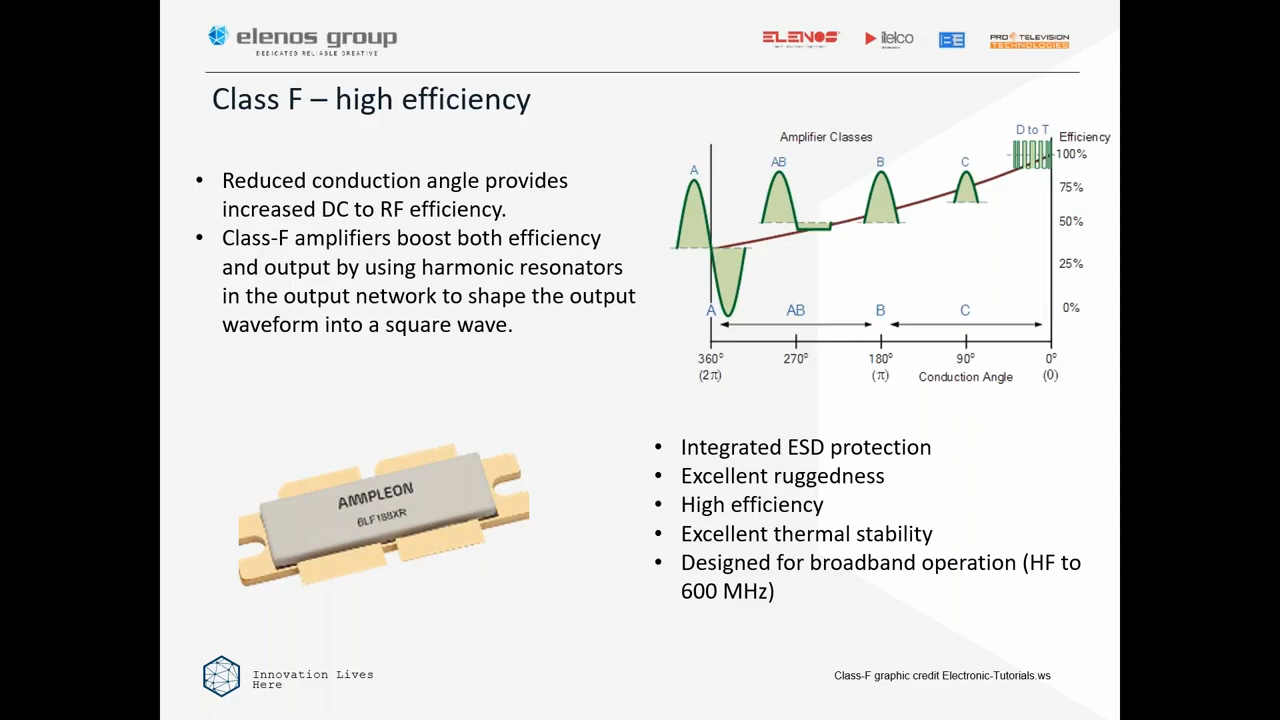 elenos group
DEDICATED RELIABLE CREATIVE
ELENOS
itelco
BE
PRO TELEVISION
TECHNOLOGIES
Class F – high efficiency
• Reduced conduction angle provides
increased DC to RF efficiency.
• Class-F amplifiers boost both efficiency
and output by using harmonic resonators
in the output network to shape the output
waveform into a square wave.
Amplifier Classes
D to T
Efficiency
A
AB
B
C
100%
75%
50%
25%
0%
A
AB
B
C
360°
270°
180°
90°
0°
(2π)
(π)
Conduction Angle
(0)
AMPLEON
BLF188XR
• Integrated ESD protection
• Excellent ruggedness
• High efficiency
• Excellent thermal stability
• Designed for broadband operation (HF to
600 MHz)
Innovation Lives
Here
Class-F graphic credit Electronic-Tutorials.ws